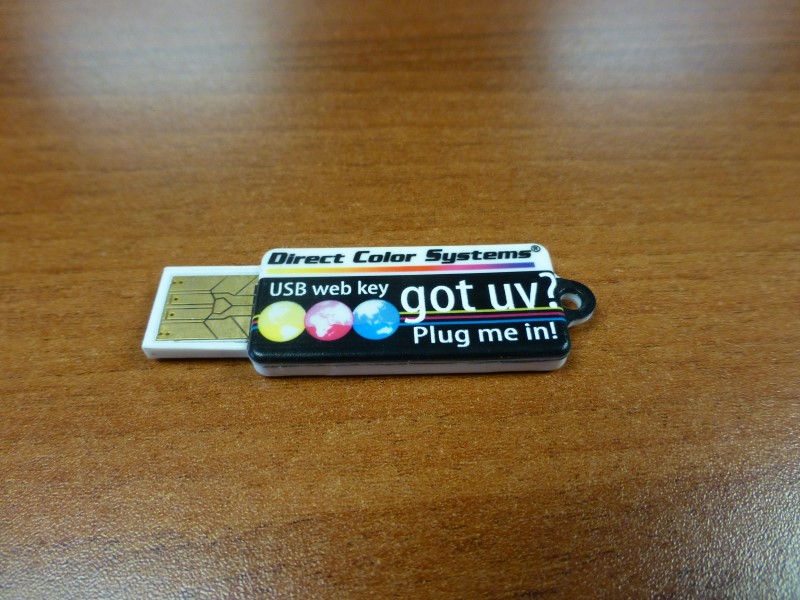 Direct Color Systems®
USB web key
got uv?
Plug me in!